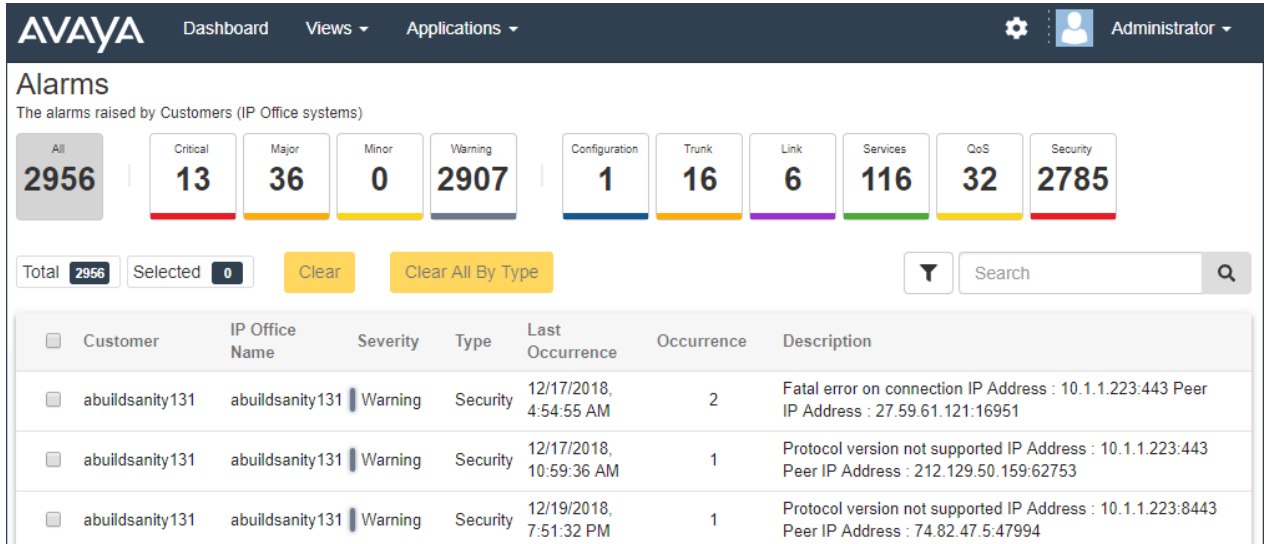 AVAYA Dashboard Views Applications Administrator
Alarms
The alarms raised by Customers (IP Office systems)
All Critical Major Minor Warning Configuration Trunk Link Services QoS Security
2956 13 36 0 2907 1 16 6 116 32 2785
Total 2956 Selected 0 Clear Clear All By Type Search
Customer IP Office Name Severity Type Last Occurrence Occurrence Description
abuildsanity131 abuildsanity131 Warning Security 12/17/2018, 4:54:55 AM 2 Fatal error on connection IP Address : 10.1.1.223:443 Peer IP Address : 27.59.61.121:16951
abuildsanity131 abuildsanity131 Warning Security 12/17/2018, 10:59:36 AM 1 Protocol version not supported IP Address : 10.1.1.223:443 Peer IP Address : 212.129.50.159:62753
abuildsanity131 abuildsanity131 Warning Security 12/19/2018, 7:51:32 PM 1 Protocol version not supported IP Address : 10.1.1.223:8443 Peer IP Address : 74.82.47.5:47994